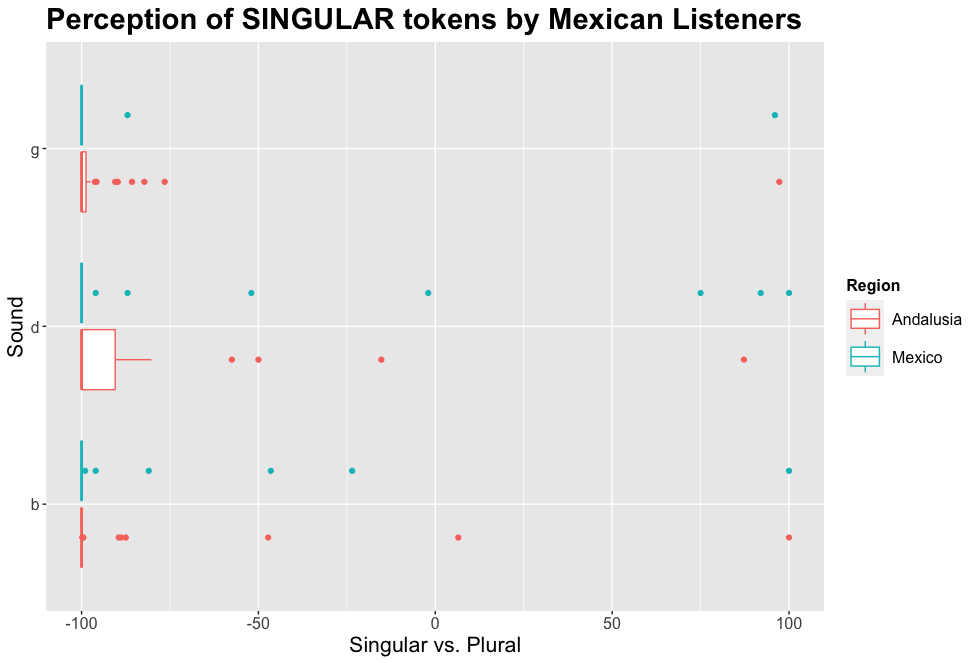 Perception of SINGULAR tokens by Mexican Listeners
Sound
g
d
b
-100 -50 0 50 100
Singular vs. Plural
Region
Andalusia
Mexico